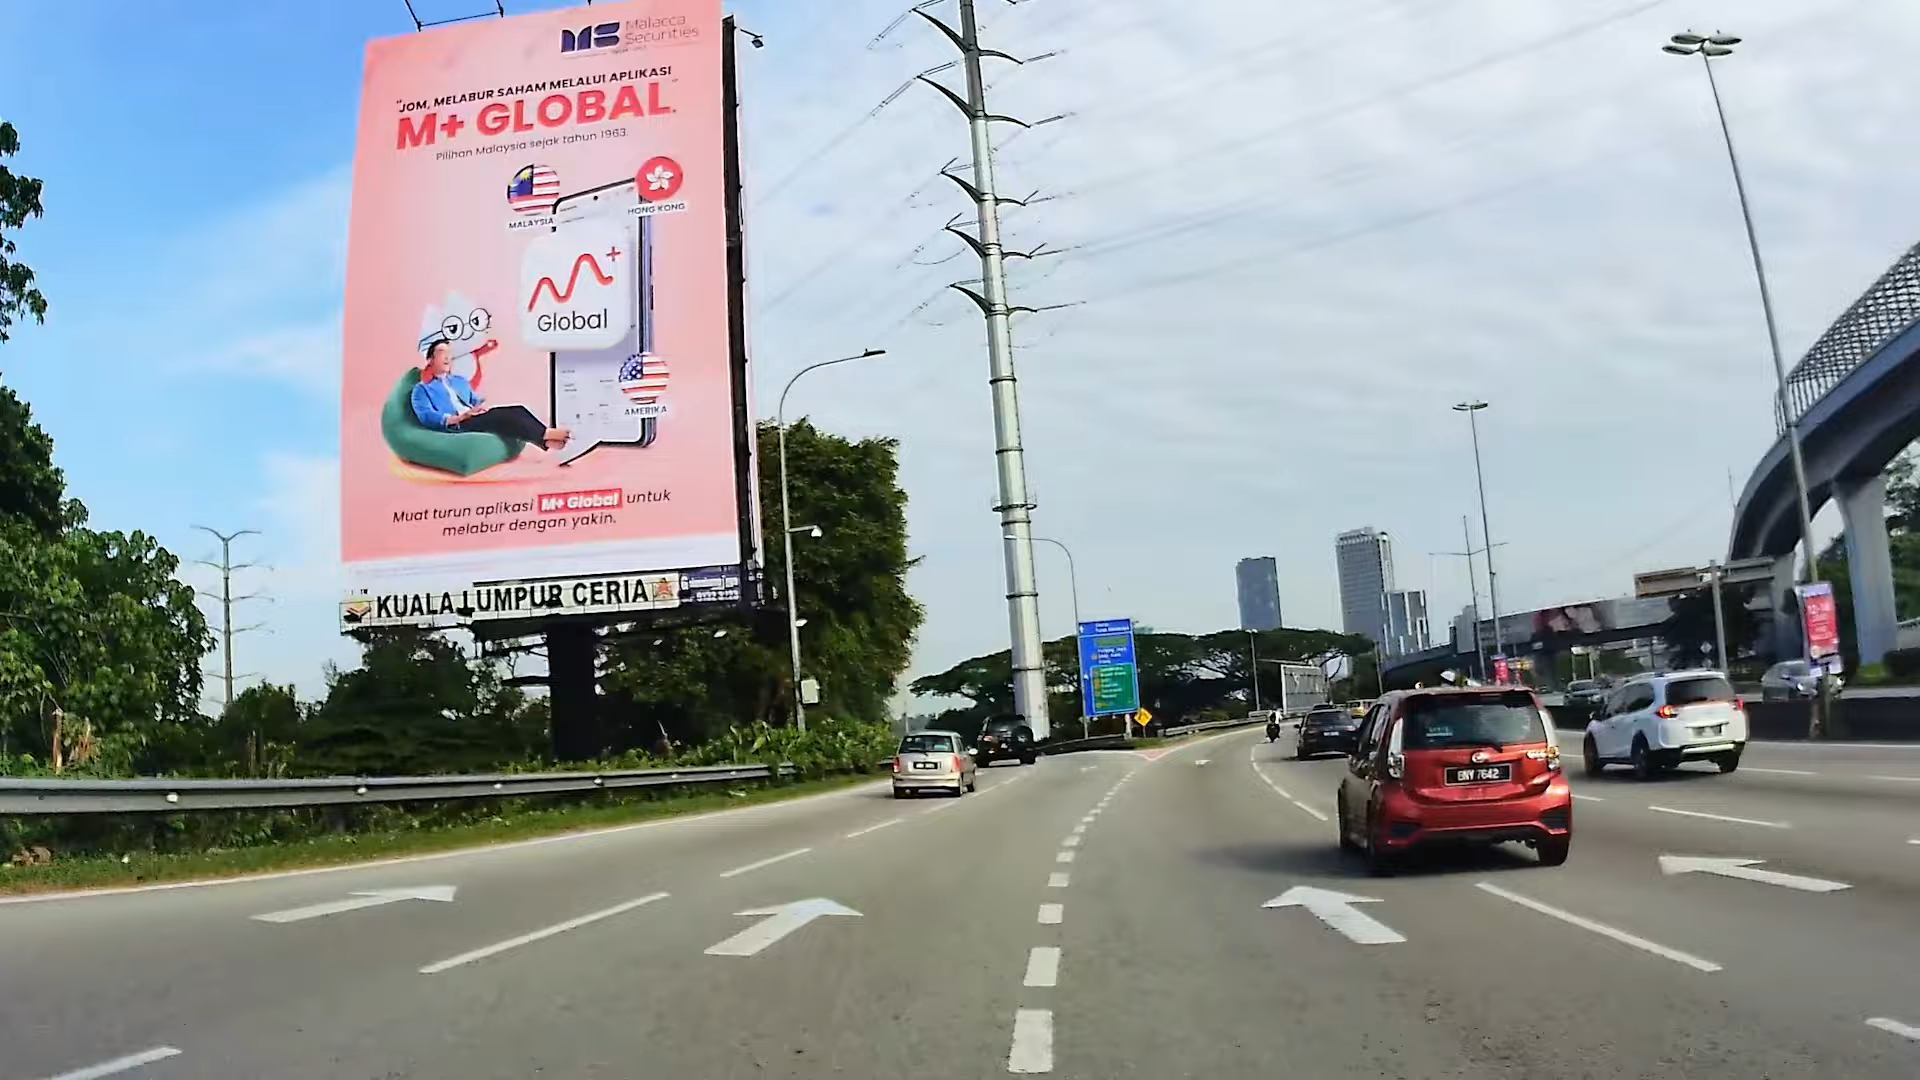 MS Malacca
Securities
"JOM, MELABUR SAHAM MELALUI APLIKASI
M+ GLOBAL."
Pilihan Malaysia sejak tahun 1963.
MALAYSIA
HONG KONG
Global
AMERIKA
Muat turun aplikasi M+ Global untuk
melabur dengan yakin.
KUALA LUMPUR CERIA
BNY 7642